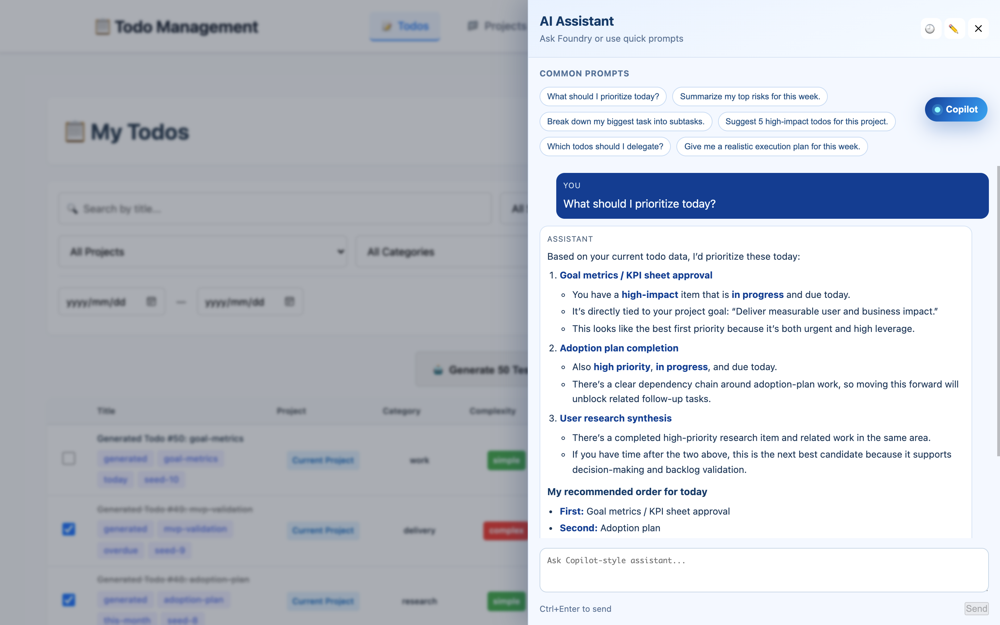 Todo Management
Todos
Projects
My Todos
Search by title...
All
All Projects
All Categories
yyyy/mm/dd
—
yyyy/mm/dd
Generate 50
Title
Project
Category
Complexity
Generated Todo #50: goal-metrics
generated
goal-metrics
today
seed-10
Current Project
work
simple
Generated Todo #49: mvp-validation
generated
mvp-validation
overdue
seed-9
Current Project
delivery
complex
Generated Todo #48: adoption-plan
generated
adoption-plan
this-month
seed-8
Current Project
research
simple
AI Assistant
Ask Foundry or use quick prompts
COMMON PROMPTS
What should I prioritize today?
Summarize my top risks for this week.
Break down my biggest task into subtasks.
Suggest 5 high-impact todos for this project.
Which todos should I delegate?
Give me a realistic execution plan for this week.
Copilot
YOU
What should I prioritize today?
ASSISTANT
Based on your current todo data, I’d prioritize these today:
1. Goal metrics / KPI sheet approval
You have a high-impact item that is in progress and due today.
It’s directly tied to your project goal: “Deliver measurable user and business impact.”
This looks like the best first priority because it’s both urgent and high leverage.
2. Adoption plan completion
Also high priority, in progress, and due today.
There’s a clear dependency chain around adoption-plan work, so moving this forward will
unblock related follow-up tasks.
3. User research synthesis
There’s a completed high-priority research item and related work in the same area.
If you have time after the two above, this is the next best candidate because it supports
decision-making and backlog validation.
My recommended order for today
First: Goal metrics / KPI sheet approval
Second: Adoption plan
Ask Copilot-style assistant...
Ctrl+Enter to send
Send